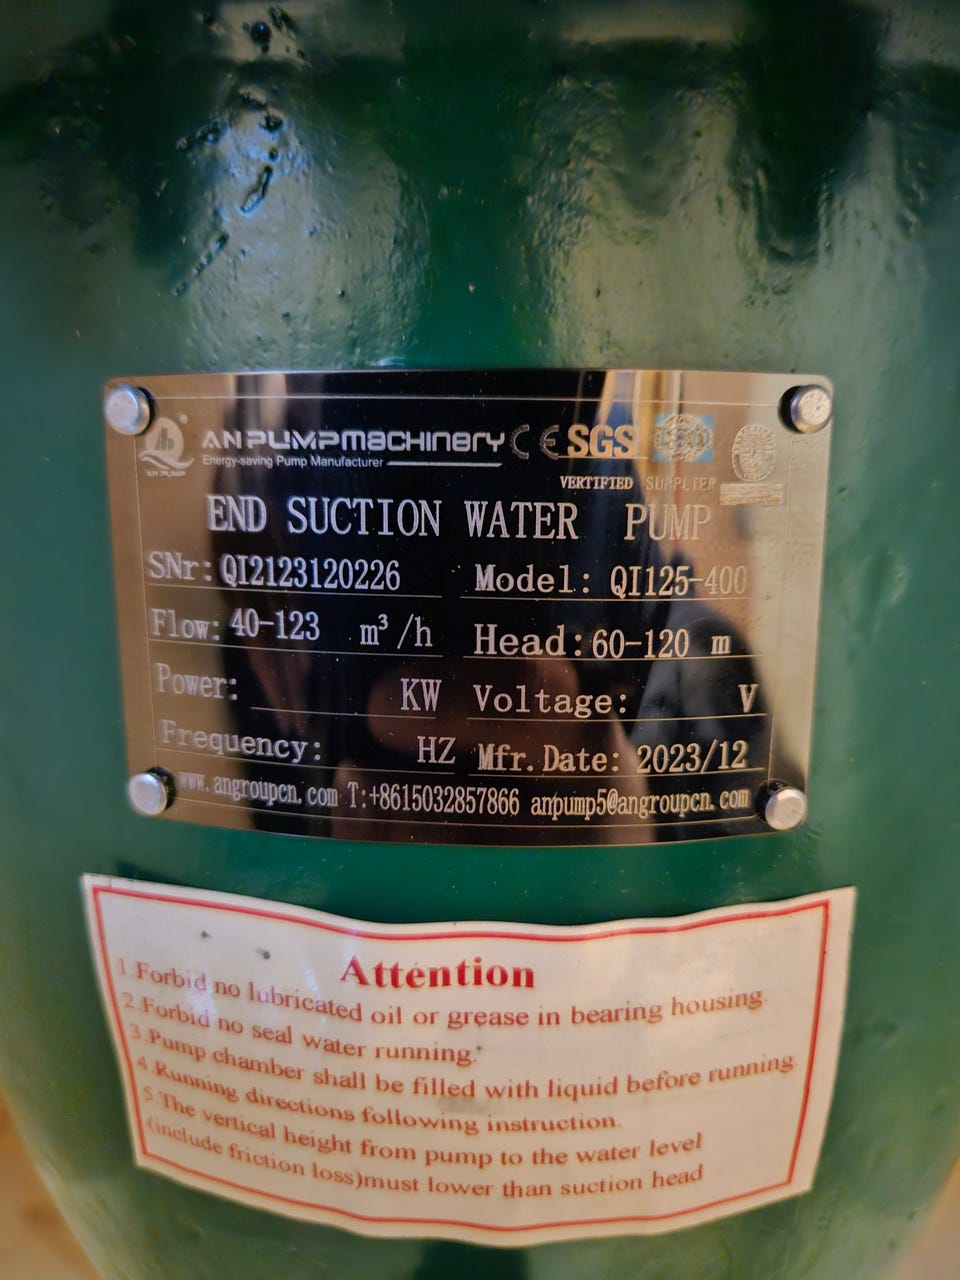 AN PUMPMACHINERY CE SGS ISO
Energy-saving Pump Manufacturer
AN PUMP
VERTIFIED SUPPLIER
END SUCTION WATER PUMP
SNr: QI2123120226 Model: QI125-400
Flow: 40-123 m³/h Head: 60-120 m
Power: KW Voltage: V
Frequency: HZ Mfr.Date: 2023/12
www.angroupcn.com T:+8615032857866 anpump5@angroupcn.com
Attention
1.Forbid no lubricated oil or grease in bearing housing.
2.Forbid no seal water running.
3.Pump chamber shall be filled with liquid before running.
4.Running directions following instruction.
5.The vertical height from pump to the water level
(include friction loss)must lower than suction head